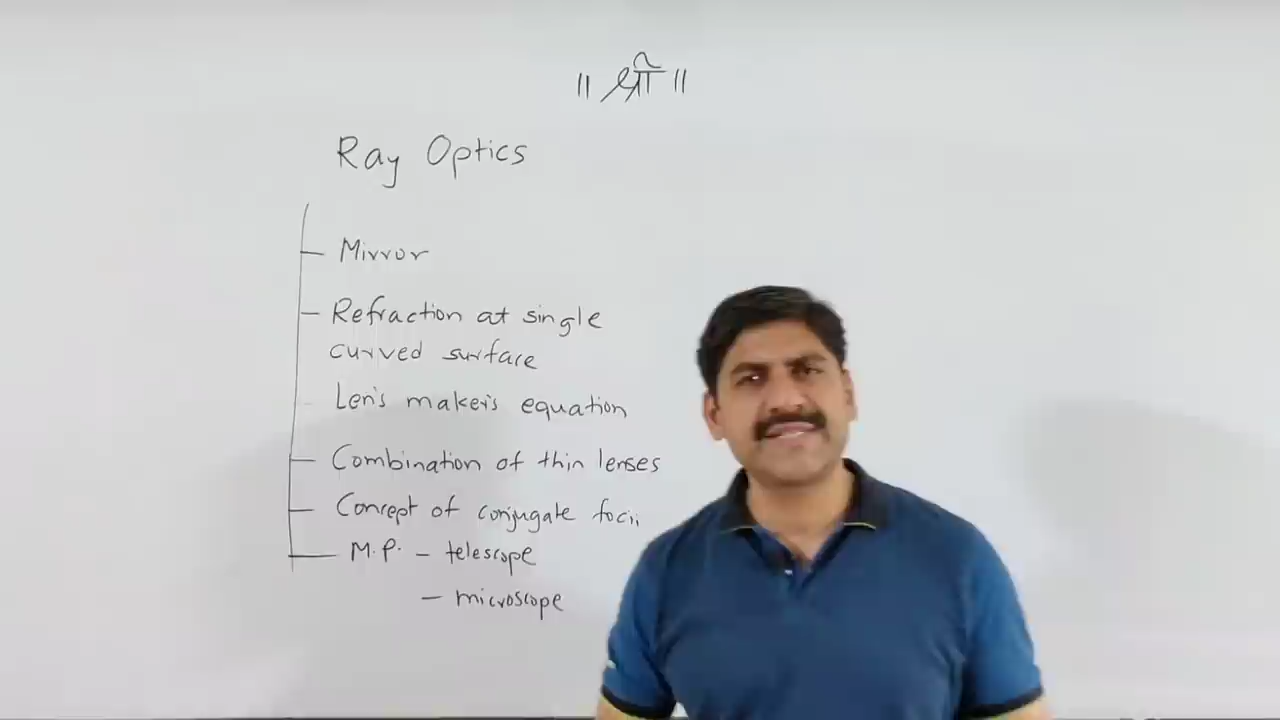 ॥ श्री ॥
Ray Optics
Mirror
Refraction at single
curved surface
Len's maker's equation
Combination of thin lenses
Concept of conjugate focii
M.P. - telescope
- microscope